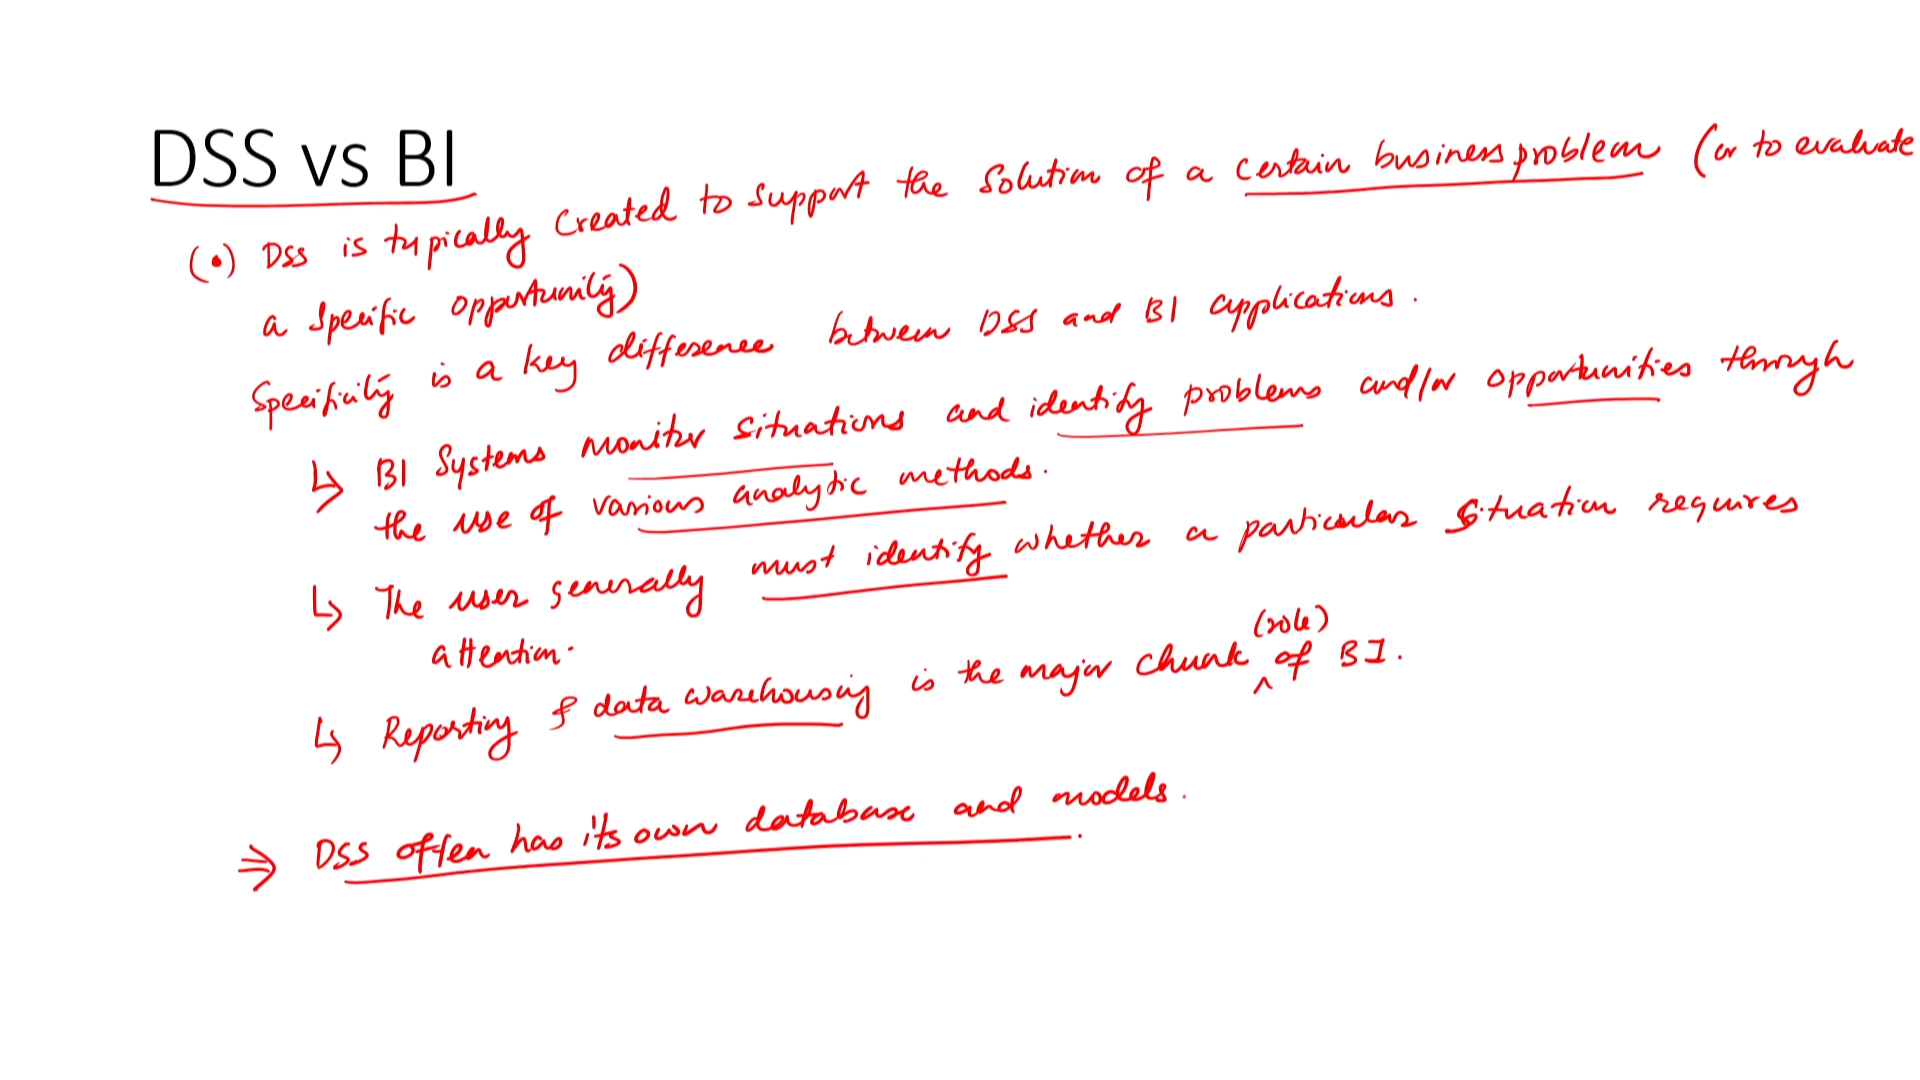 DSS vs BI
(•) DSS is typically created to support the solution of a certain business problem (or to evaluate
a specific opportunity)
Specificity is a key difference between DSS and BI applications.
↳ BI Systems monitor situations and identify problems and/or opportunities through
the use of various analytic methods.
↳ The user generally must identify whether a particular situation requires
attention.
(role)
↳ Reporting & data warehousing is the major chunk ^ of BI.
⇒ DSS often has its own database and models.